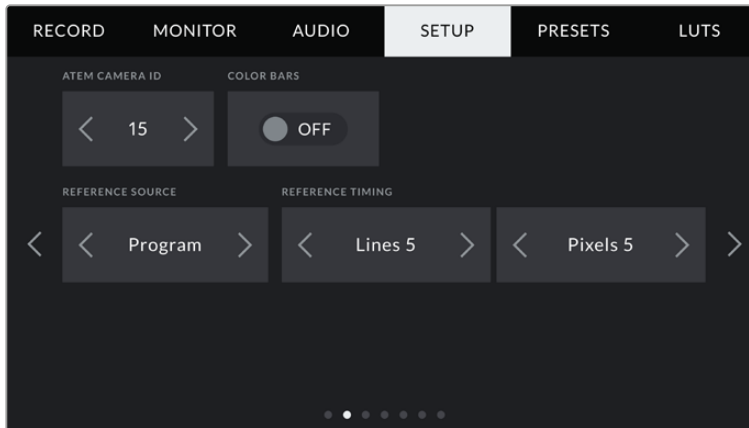 RECORD MONITOR AUDIO SETUP PRESETS LUTS
ATEM CAMERA ID COLOR BARS
15 OFF
REFERENCE SOURCE REFERENCE TIMING
Program Lines 5 Pixels 5